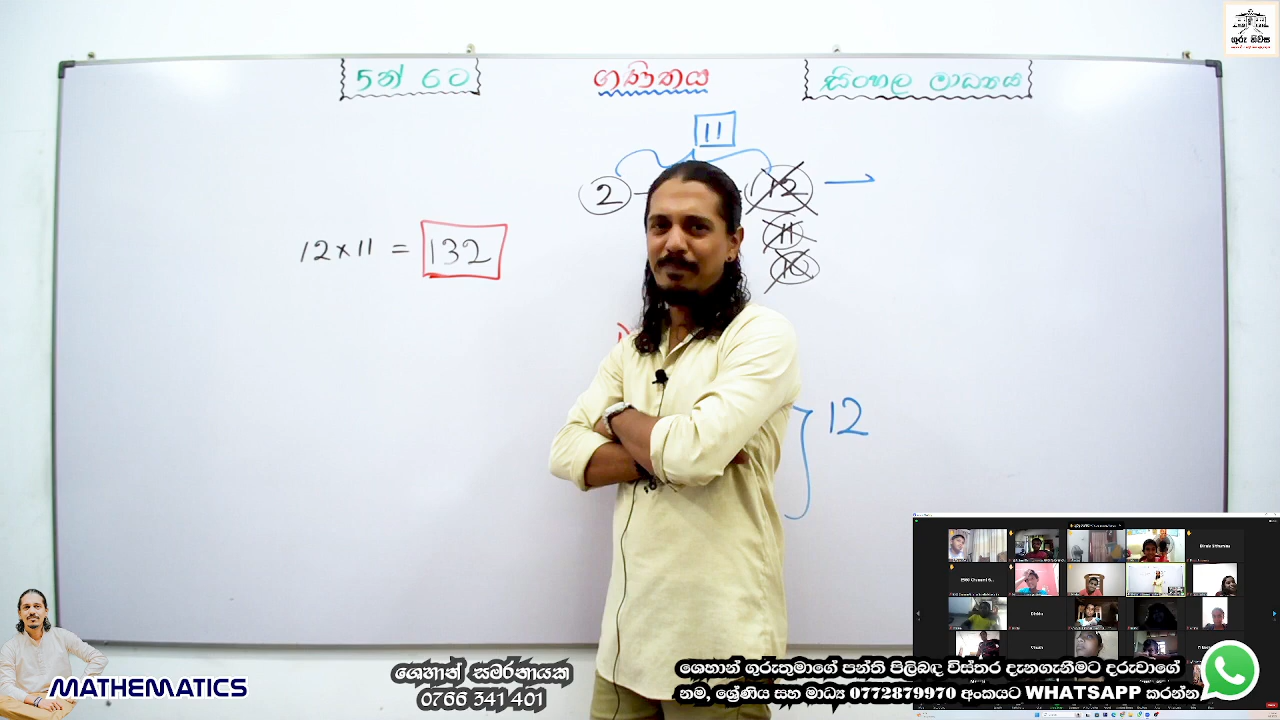 ගුරු නිවස
5න් 6ට
ගණිතය
සිංහල මාධ්‍යය
11
2
12
11
10
12 x 11 = 132
12
MATHEMATICS
ශෙහාන් සමරනායක
0766 341 401
ශෙහාන් ගුරුතුමාගේ පන්ති පිලිබඳ විස්තර දැනගැනීමට දරුවාගේ
නම, ශ්‍රේණිය සහ මාධ්‍ය 0772879970 අංකයට WHATSAPP කරන්න